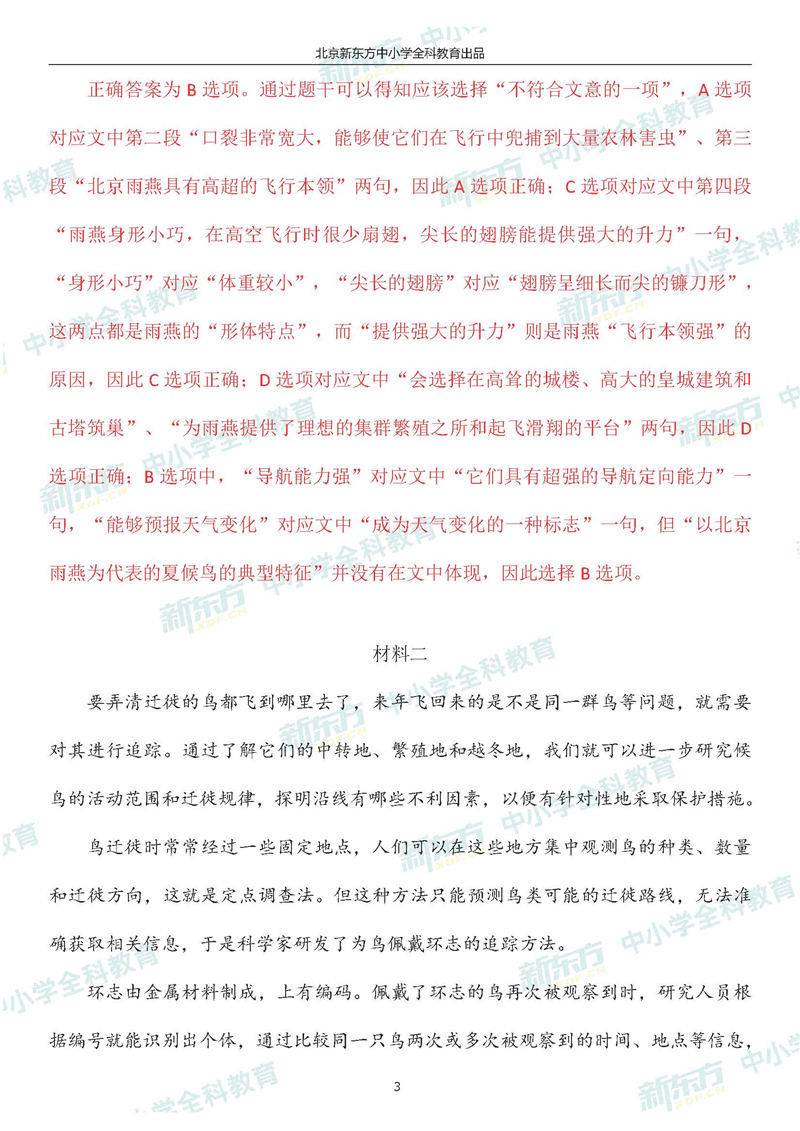 北京新东方中小学全科教育出品
正确答案为 B 选项。通过题干可以得知应该选择“不符合文意的一项”，A 选项
对应文中第二段“口裂非常宽大，能够使它们在飞行中兜捕到大量农林害虫”、第三
段“北京雨燕具有高超的飞行本领”两句，因此 A 选项正确；C 选项对应文中第四段
“雨燕身形小巧，在高空飞行时很少扇翅，尖长的翅膀能提供强大的升力”一句，
“身形小巧”对应“体重较小”，“尖长的翅膀”对应“翅膀呈细长而尖的镰刀形”，
这两点都是雨燕的“形体特点”，而“提供强大的升力”则是雨燕“飞行本领强”的
原因，因此 C 选项正确；D 选项对应文中“会选择在高耸的城楼、高大的皇城建筑和
古塔筑巢”、“为雨燕提供了理想的集群繁殖之所和起飞滑翔的平台”两句，因此 D
选项正确；B 选项中，“导航能力强”对应文中“它们具有超强的导航定向能力”一
句，“能够预报天气变化”对应文中“成为天气变化的一种标志”一句，但“以北京
雨燕为代表的夏候鸟的典型特征”并没有在文中体现，因此选择 B 选项。
材料二
要弄清迁徙的鸟都飞到哪里去了，来年飞回来的是不是同一群鸟等问题，就需要
对其进行追踪。通过了解它们的中转地、繁殖地和越冬地，我们就可以进一步研究候
鸟的活动范围和迁徙规律，探明沿线有哪些不利因素，以便有针对性地采取保护措施。
鸟迁徙时常常经过一些固定地点，人们可以在这些地方集中观测鸟的种类、数量
和迁徙方向，这就是定点调查法。但这种方法只能预测鸟类可能的迁徙路线，无法准
确获取相关信息，于是科学家研发了为鸟佩戴环志的追踪方法。
环志由金属材料制成，上有编码。佩戴了环志的鸟再次被观察到时，研究人员根
据编号就能识别出个体，通过比较同一只鸟两次或多次被观察到的时间、地点等信息，
3
新东方 中小学全科教育
XDF.CN